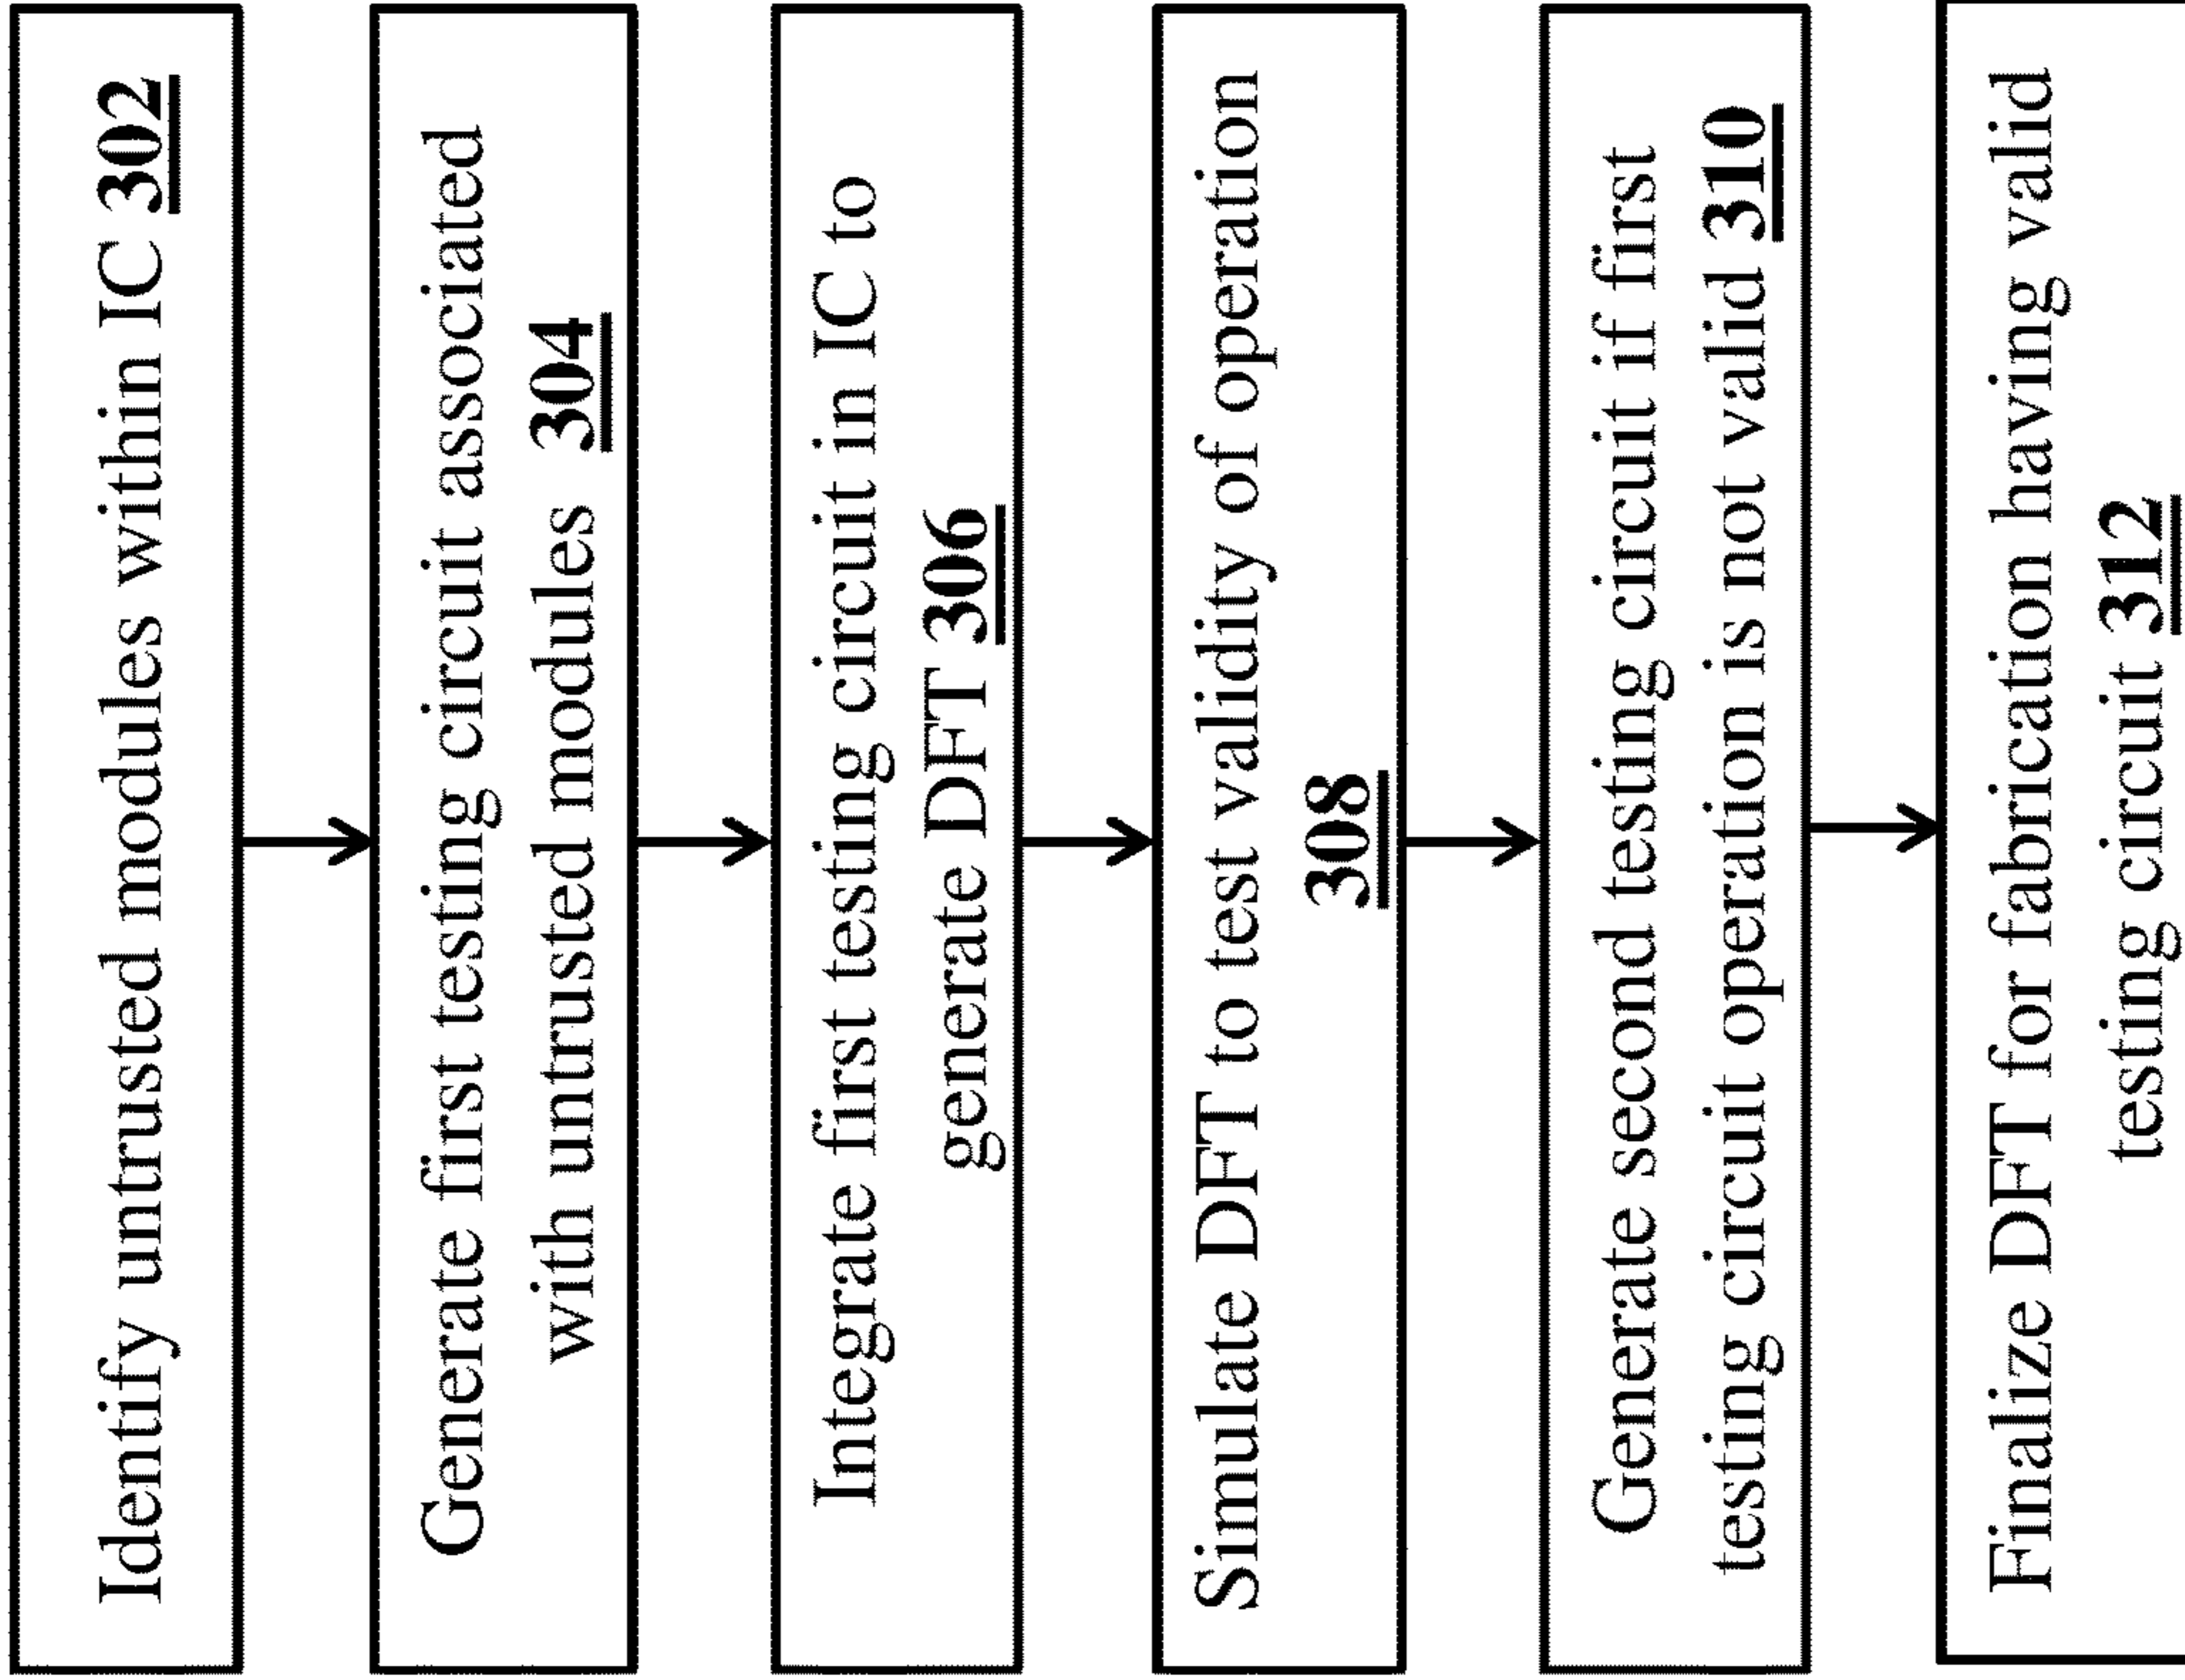 Identify untrusted modules within IC 302
Generate first testing circuit associated
with untrusted modules 304
Integrate first testing circuit in IC to
generate DFT 306
Simulate DFT to test validity of operation
308
Generate second testing circuit if first
testing circuit operation is not valid 310
Finalize DFT for fabrication having valid
testing circuit 312